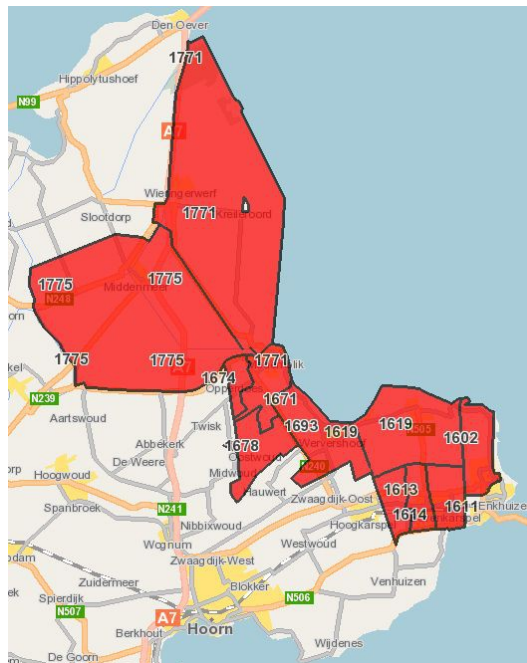 Den Oever
1771
Hippolytushoef
N99
A7
Wieringerwerf
1771
Kreileroord
Slootdorp
1775
1775
Middenmeer
N248
1775
1775
A7
1771
1674
Opperdoes
N239
1671
Aartswoud
Twisk
1693
1619
1619
1602
Abbekerk
1678
Oostwoud
Wervershoof
De Weere
Midwoud
N240
Hoogwoud
Hauwert
1613
Zwaagdijk-Oost
1611
Enkhuize
Spanbroek
N241
1614
Hoogkarspel
Nibbixwoud
Westwoud
Wognum
Zwaagdijk-West
Venhuizen
Zuidermeer
Blokker
Spierdijk
N506
N507
A7
Hoorn
Berkhout
Wijdenes
De Goorn